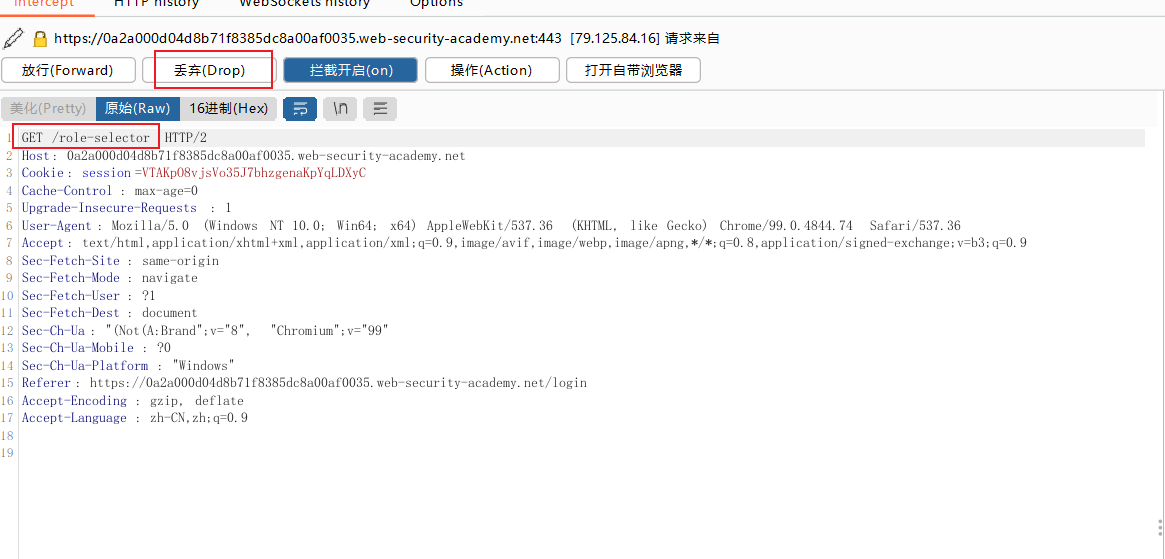 Intercept HTTP history WebSockets history Options
https://0a2a000d04d8b71f8385dc8a00af0035.web-security-academy.net:443 [79.125.84.16] 请求来自
放行(Forward) 丢弃(Drop) 拦截开启(on) 操作(Action) 打开自带浏览器
美化(Pretty) 原始(Raw) 16进制(Hex) \n
1 GET /role-selector HTTP/2
2 Host: 0a2a000d04d8b71f8385dc8a00af0035.web-security-academy.net
3 Cookie: session=VTAKpO8vjsVo35J7bhzgenaKpYqLDXyC
4 Cache-Control : max-age=0
5 Upgrade-Insecure-Requests : 1
6 User-Agent : Mozilla/5.0 (Windows NT 10.0; Win64; x64) AppleWebKit/537.36 (KHTML, like Gecko) Chrome/99.0.4844.74 Safari/537.36
7 Accept : text/html,application/xhtml+xml,application/xml;q=0.9,image/avif,image/webp,image/apng,*/*;q=0.8,application/signed-exchange;v=b3;q=0.9
8 Sec-Fetch-Site : same-origin
9 Sec-Fetch-Mode : navigate
10 Sec-Fetch-User : ?1
11 Sec-Fetch-Dest : document
12 Sec-Ch-Ua : "(Not(A:Brand";v="8", "Chromium";v="99"
13 Sec-Ch-Ua-Mobile : ?0
14 Sec-Ch-Ua-Platform : "Windows"
15 Referer : https://0a2a000d04d8b71f8385dc8a00af0035.web-security-academy.net/login
16 Accept-Encoding : gzip, deflate
17 Accept-Language : zh-CN,zh;q=0.9
18
19